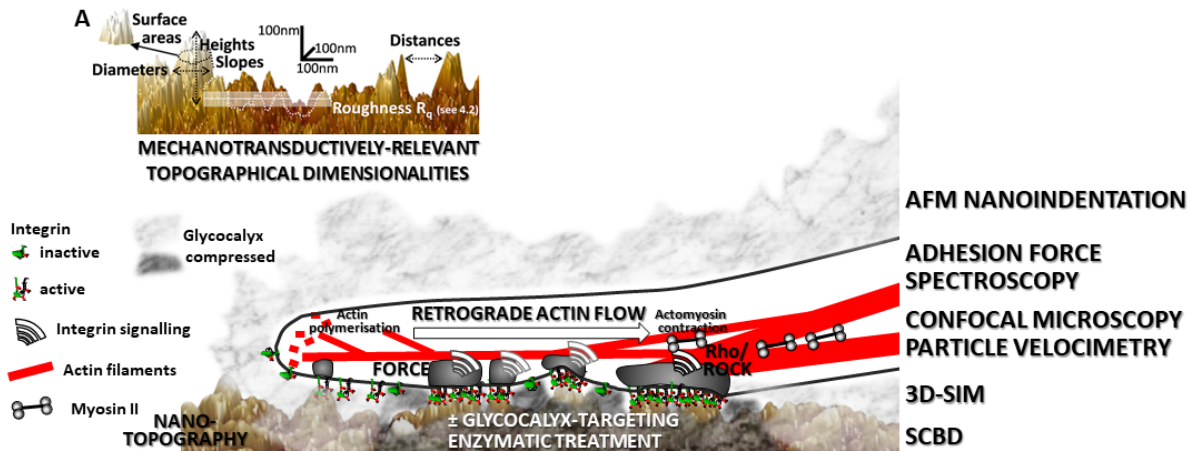 A
Surface
areas
Heights
Slopes
Diameters
100nm
100nm
100nm
Distances
Roughness Rq (see 4.2)
MECHANOTRANSDUCTIVELY-RELEVANT
TOPOGRAPHICAL DIMENSIONALITIES
Integrin
inactive
active
Integrin signalling
Actin filaments
Myosin II
Glycocalyx
compressed
Actin
polymerisation
RETROGRADE ACTIN FLOW
Actomyosin
contraction
FORCE
Rho/
ROCK
NANO-
TOPOGRAPHY
± GLYCOCALYX-TARGETING
ENZYMATIC TREATMENT
AFM NANOINDENTATION
ADHESION FORCE
SPECTROSCOPY
CONFOCAL MICROSCOPY
PARTICLE VELOCIMETRY
3D-SIM
SCBD